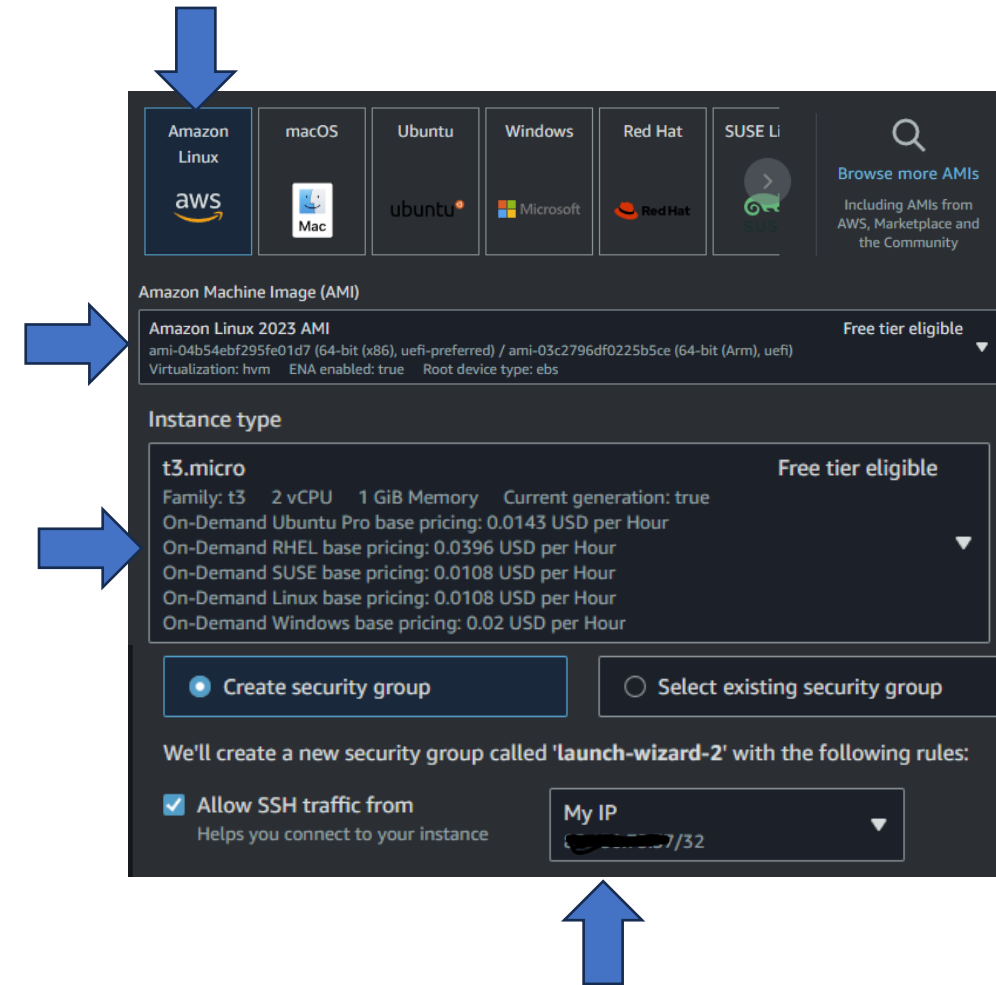 Amazon Linux
aws
macOS
Mac
Ubuntu
ubuntu
Windows
Microsoft
Red Hat
Red Hat
SUSE Li
SUS
Browse more AMIs
Including AMIs from
AWS, Marketplace and
the Community
Amazon Machine Image (AMI)
Amazon Linux 2023 AMI Free tier eligible
ami-04b54ebf295fe01d7 (64-bit (x86), uefi-preferred) / ami-03c2796df0225b5ce (64-bit (Arm), uefi)
Virtualization: hvm ENA enabled: true Root device type: ebs
Instance type
t3.micro Free tier eligible
Family: t3 2 vCPU 1 GiB Memory Current generation: true
On-Demand Ubuntu Pro base pricing: 0.0143 USD per Hour
On-Demand RHEL base pricing: 0.0396 USD per Hour
On-Demand SUSE base pricing: 0.0108 USD per Hour
On-Demand Linux base pricing: 0.0108 USD per Hour
On-Demand Windows base pricing: 0.02 USD per Hour
Create security group
Select existing security group
We'll create a new security group called 'launch-wizard-2' with the following rules:
Allow SSH traffic from
Helps you connect to your instance
My IP
/32